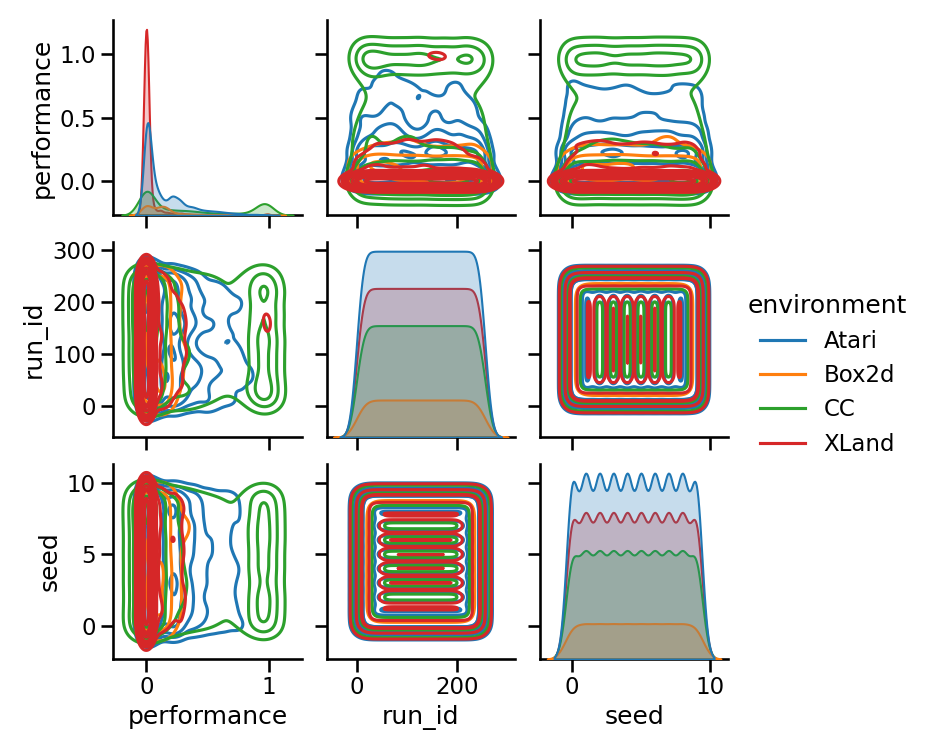 performance
1.0
0.5
0.0
run_id
300
200
100
0
environment
Atari
Box2d
CC
XLand
seed
10
5
0
0 1
0 200
0 10
performance run_id seed